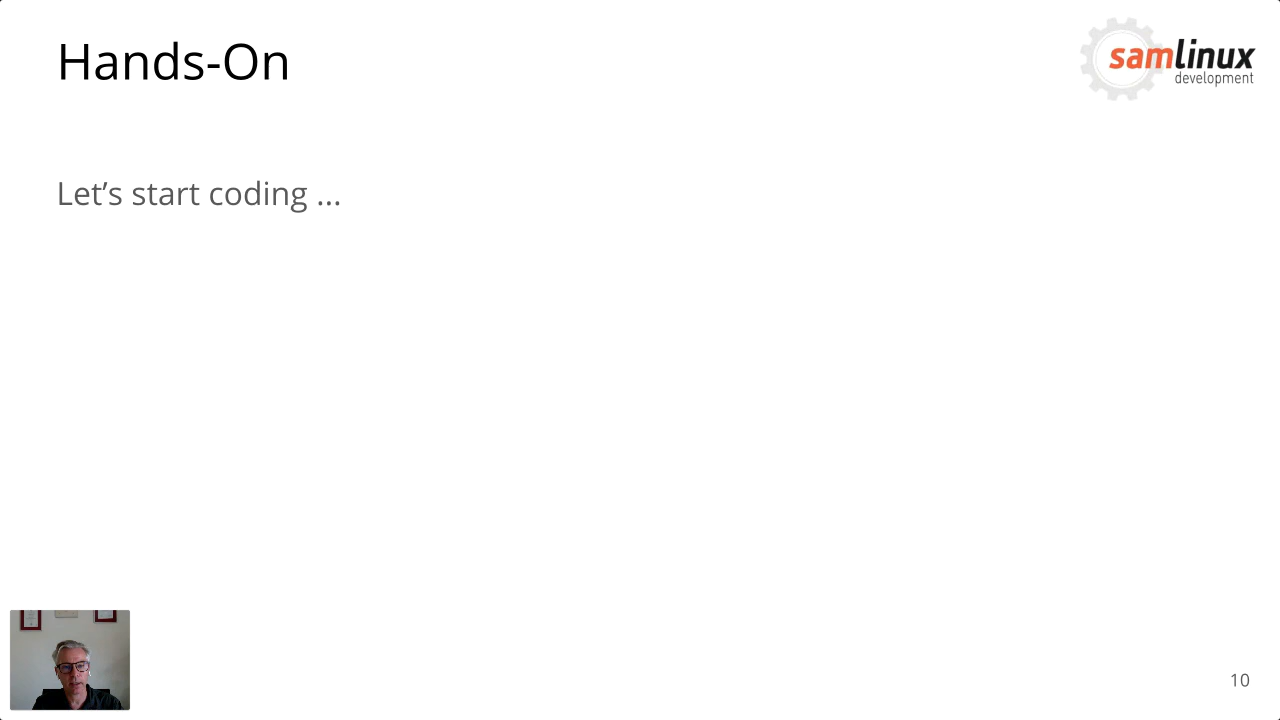 Hands-On
samlinux
development
Let’s start coding ...
10